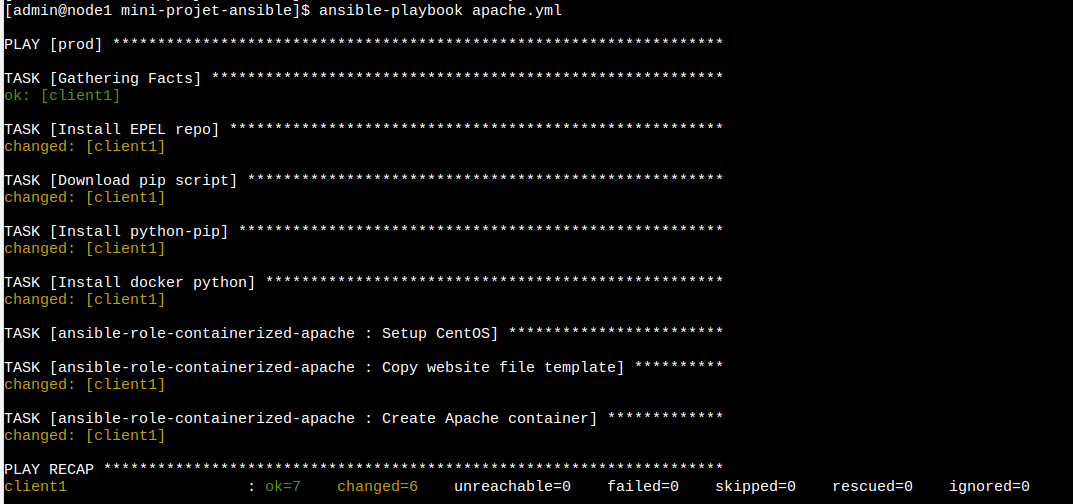 [admin@node1 mini-projet-ansible]$ ansible-playbook apache.yml
PLAY [prod] ********************************************************************
TASK [Gathering Facts] *********************************************************
ok: [client1]
TASK [Install EPEL repo] *******************************************************
changed: [client1]
TASK [Download pip script] *****************************************************
changed: [client1]
TASK [Install python-pip] ******************************************************
changed: [client1]
TASK [Install docker python] ***************************************************
changed: [client1]
TASK [ansible-role-containerized-apache : Setup CentOS] ************************
TASK [ansible-role-containerized-apache : Copy website file template] **********
changed: [client1]
TASK [ansible-role-containerized-apache : Create Apache container] *************
changed: [client1]
PLAY RECAP *********************************************************************
client1 : ok=7 changed=6 unreachable=0 failed=0 skipped=0 rescued=0 ignored=0